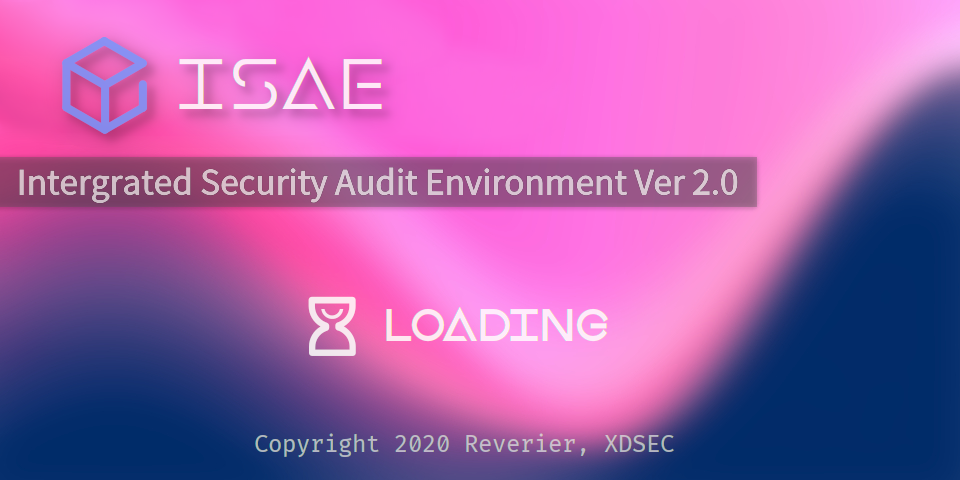 ISAE
Intergrated Security Audit Environment Ver 2.0
LOADING
Copyright 2020 Reverier, XDSEC